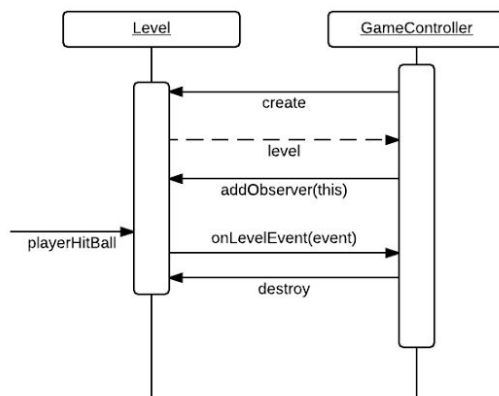 Level
GameController
create
level
addObserver(this)
playerHitBall
onLevelEvent(event)
destroy